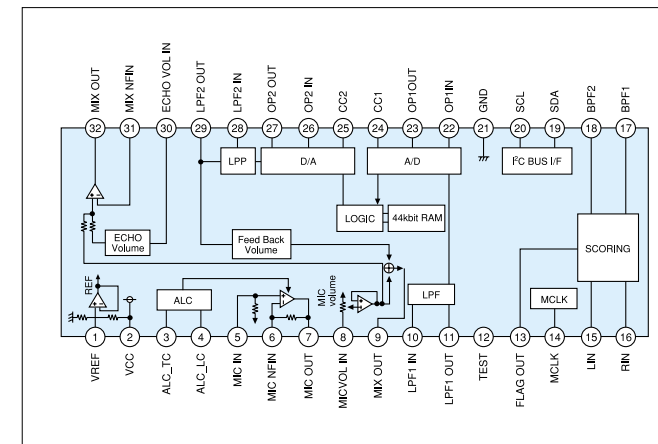 MIX OUT
MIX NFIN
ECHO VOL IN
LPF2 OUT
LPF2 IN
OP2 OUT
OP2 IN
CC2
CC1
OP1OUT
OP1IN
GND
SCL
SDA
BPF2
BPF1
32 31 30 29 28 27 26 25 24 23 22 21 20 19 18 17
LPP
D/A
A/D
I²C BUS I/F
LOGIC
44kbit RAM
ECHO
Volume
Feed Back
Volume
SCORING
REF
ALC
MIC
volume
LPF
MCLK
1 2 3 4 5 6 7 8 9 10 11 12 13 14 15 16
VREF
VCC
ALC_TC
ALC_LC
MIC IN
MIC NFIN
MIC OUT
MICVOL IN
MIX OUT
LPF1 IN
LPF1 OUT
TEST
FLAG OUT
MCLK
LIN
RIN